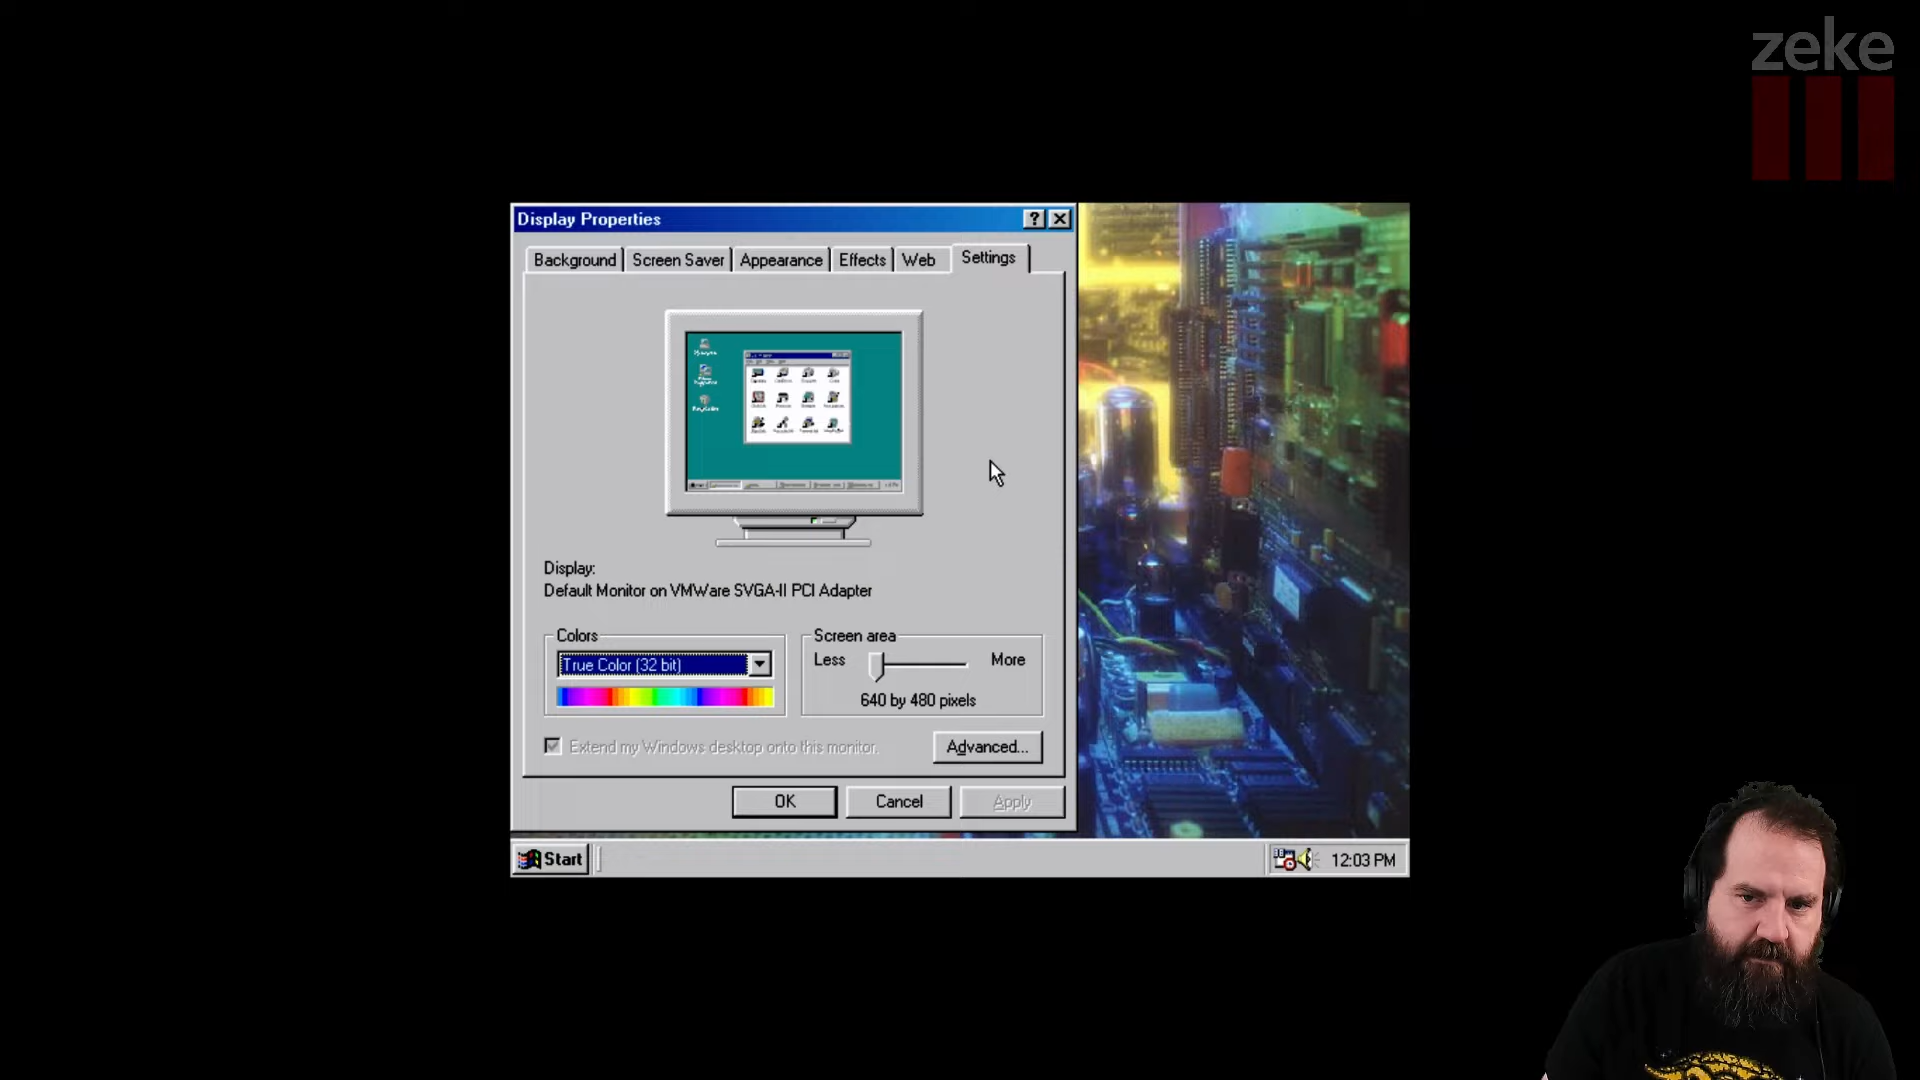 zeke
Display Properties
Background Screen Saver Appearance Effects Web Settings
Display:
Default Monitor on VMWare SVGA-II PCI Adapter
Colors
True Color (32 bit)
Screen area
Less More
640 by 480 pixels
Extend my Windows desktop onto this monitor.
Advanced...
OK Cancel Apply
Start
12:03 PM